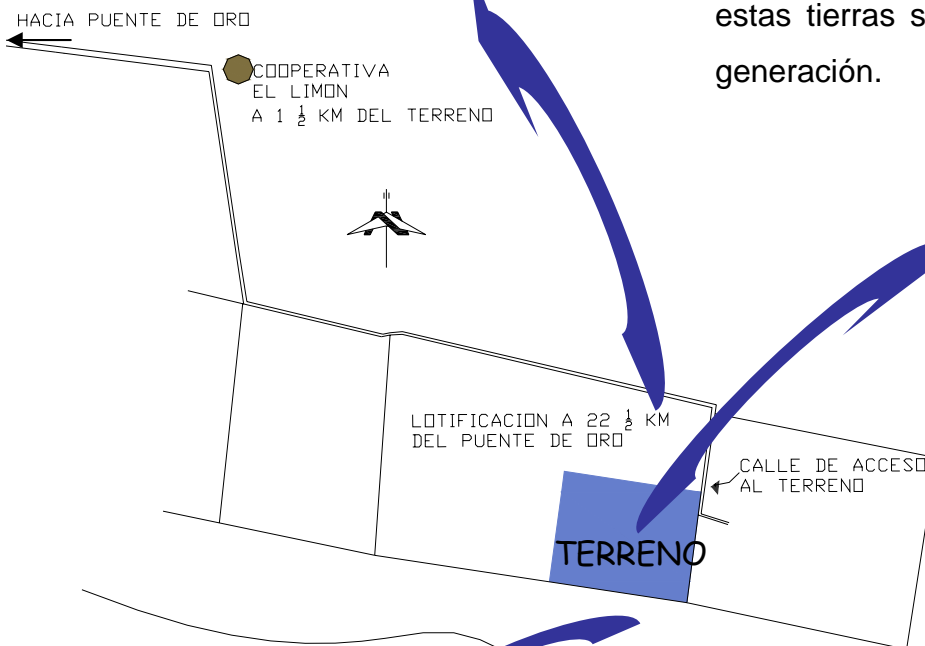 HACIA PUENTE DE ORO
estas tierras s
generación.
COOPERATIVA
EL LIMON
A 1 1/2 KM DEL TERRENO
LOTIFICACION A 22 1/2 KM
DEL PUENTE DE ORO
CALLE DE ACCESO
AL TERRENO
TERRENO